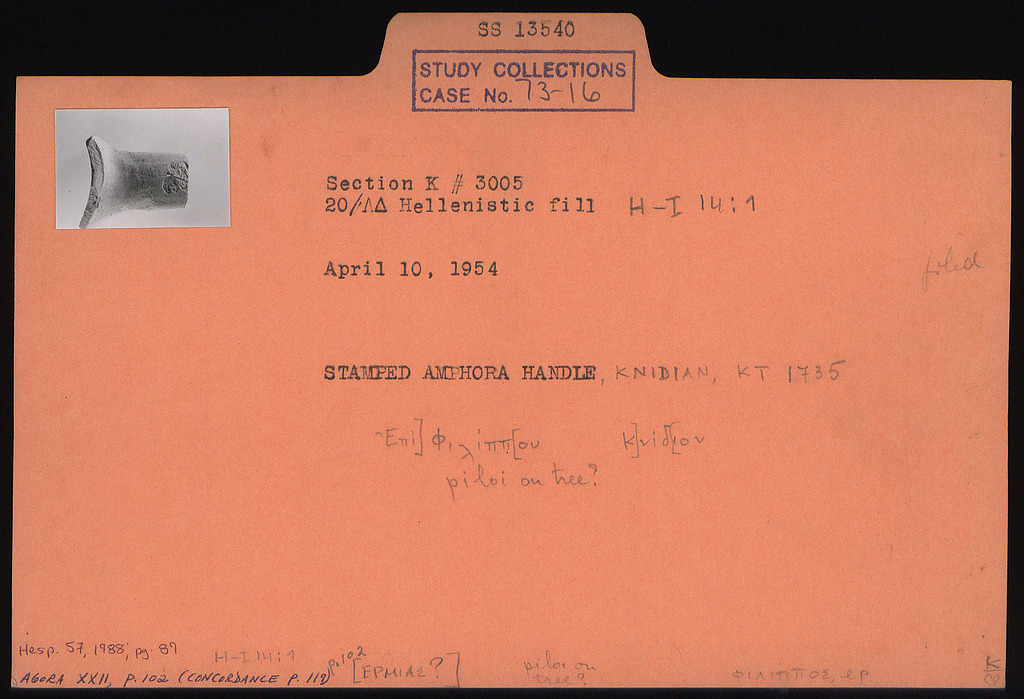 SS 13540
STUDY COLLECTIONS
CASE No. 73-16
Section K # 3005
20/ΛΔ Hellenistic fill H-I 14:1
April 10, 1954
filed
STAMPED AMPHORA HANDLE, KNIDIAN, KT 1735
Ἐπὶ] Φιλίππ[ου Κ]νίδ[ιον
piloi on tree?
Hesp. 57, 1988, pg. 89
H-I 14:1
AGORA XXII, p. 102 (CONCORDANCE P. 119) p. 102 [ΕΡΜΙΑΣ?]
piloi on
tree?
ΦΙΛΙΠΠΟΣ, ep
K